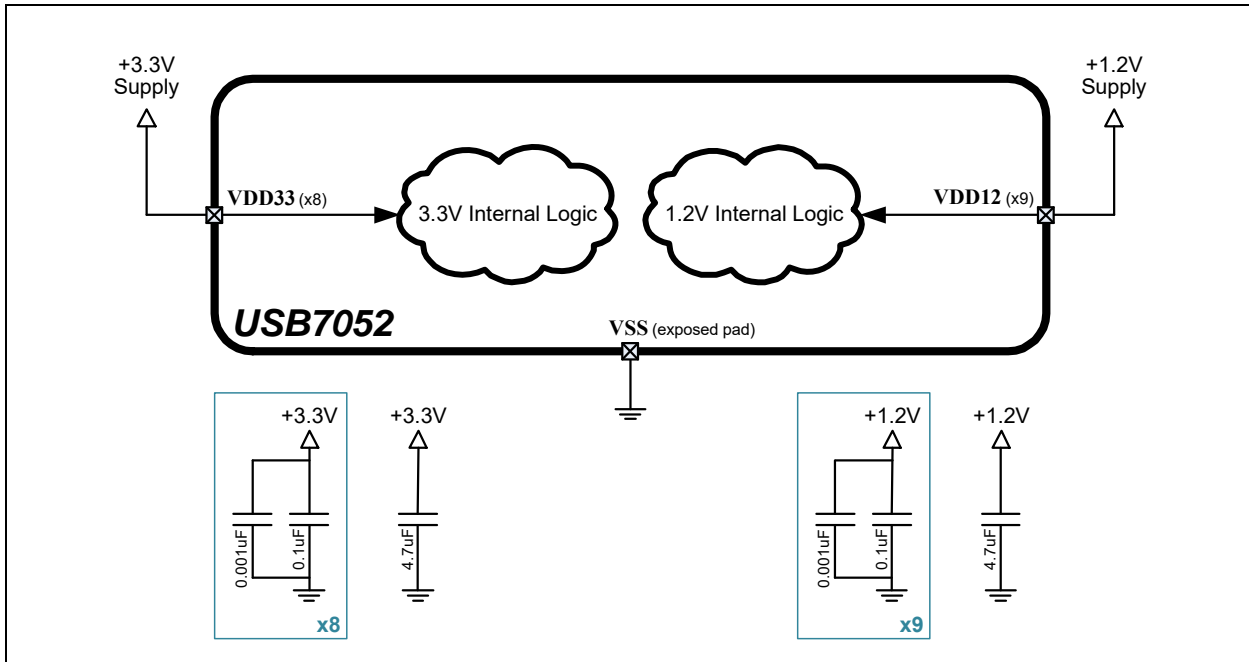 +3.3V
Supply
+1.2V
Supply
VDD33 (x8)
3.3V Internal Logic
1.2V Internal Logic
VDD12 (x9)
USB7052
VSS (exposed pad)
+3.3V
+3.3V
+1.2V
+1.2V
0.001uF
0.1uF
4.7uF
0.001uF
0.1uF
4.7uF
x8
x9